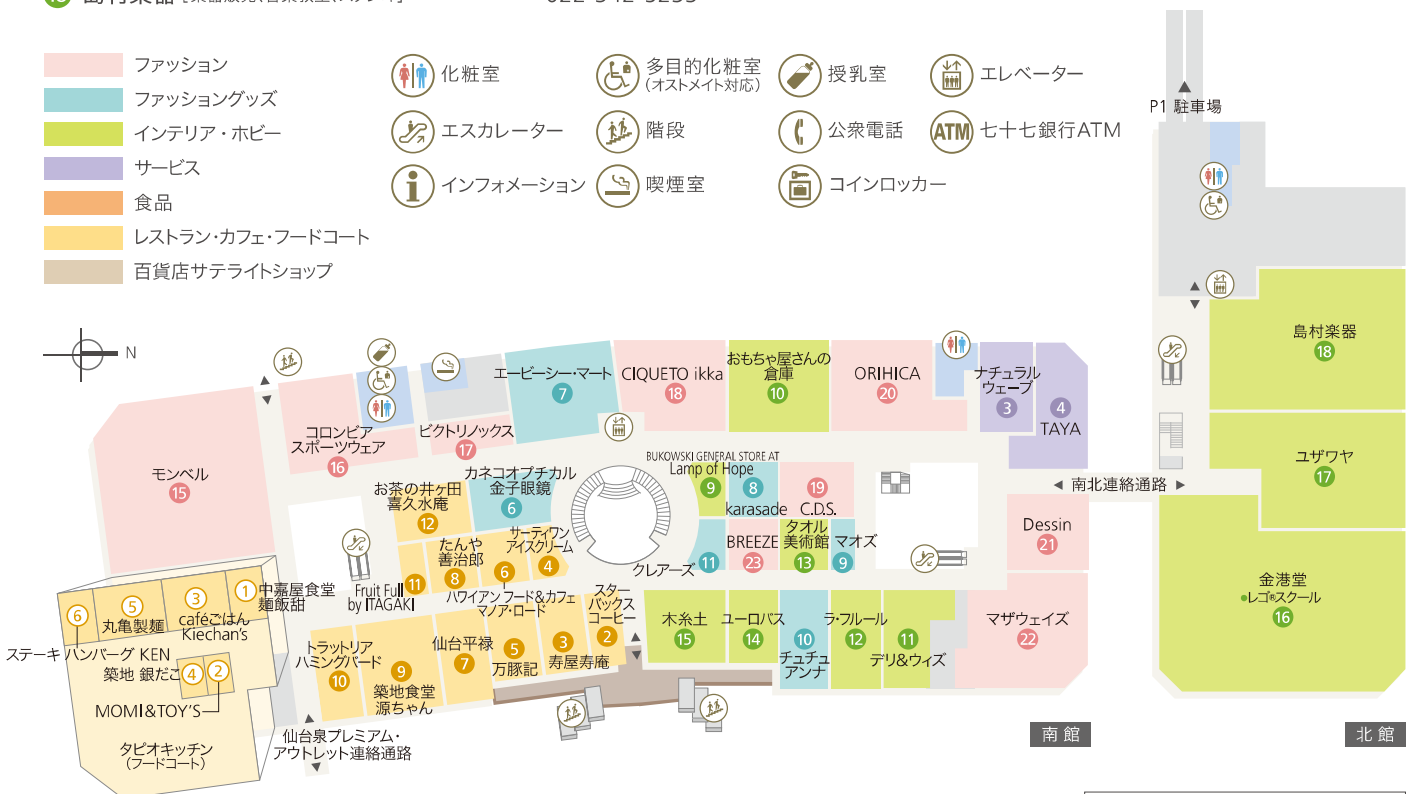 島村楽器
ファッション
ファッショングッズ
インテリア・ホビー
サービス
食品
レストラン・カフェ・フードコート
百貨店サテライトショップ
化粧室
多目的化粧室
(オストメイト対応)
授乳室
エレベーター
エスカレーター
階段
公衆電話
ATM 七十七銀行ATM
インフォメーション
喫煙室
コインロッカー
P1 駐車場
N
島村楽器
18
ユザワヤ
17
金港堂
レゴ®スクール
16
北館
南北連絡通路
モンベル
15
コロンビア
スポーツウェア
16
ビクトリノックス
17
エービーシー・マート
7
CIQUETO ikka
18
おもちゃ屋さんの
倉庫
10
ORIHICA
20
ナチュラル
ウェーブ
3
4
TAYA
お茶の井ヶ田
喜久水庵
12
カネコオプチカル
金子眼鏡
6
BUKOWSKI GENERAL STORE AT
Lamp of Hope
9
8
karasade
19
C.D.S.
Dessin
21
クレアーズ
11
BREEZE
23
タオル
美術館
13
マオズ
9
Fruit Full
by ITAGAKI
11
たんや
善治郎
8
6
ハワイアン フード&カフェ
マノア・ロード
サーティワン
アイスクリーム
4
スター
バックス
コーヒー
2
木糸土
15
ユーロパス
14
10
チュチュ
アンナ
ラ・フルール
12
11
デリ&ウィズ
マザウェイズ
22
南館
トラットリア
ハミングバード
10
9
築地食堂
源ちゃん
仙台平禄
7
5
万豚記
3
寿屋寿庵
1
中嘉屋食堂
麺飯甜
3
caféごはん
Kiechan's
5
丸亀製麺
6
ステーキ ハンバーグ KEN
築地 銀だこ
4
2
MOMI&TOY'S
タピオキッチン
(フードコート)
仙台泉プレミアム・
アウトレット連絡通路